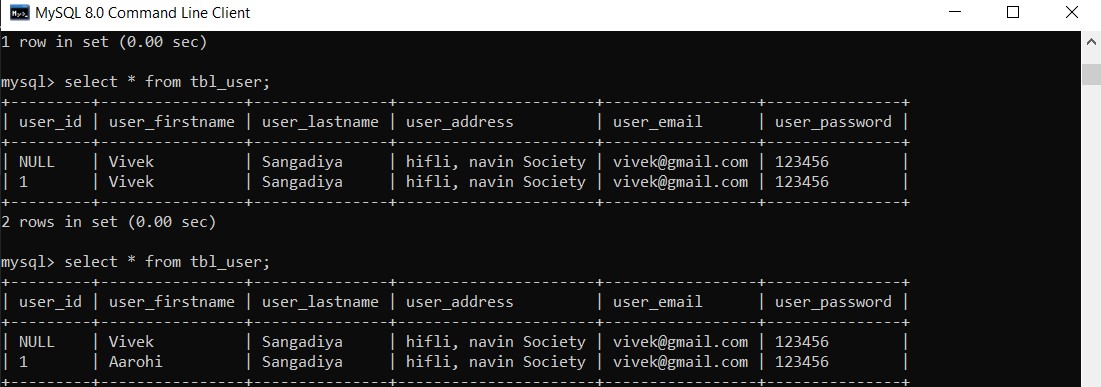 MySQL 8.0 Command Line Client
1 row in set (0.00 sec)
mysql> select * from tbl_user;
+---------+----------------+---------------+----------------------+------------------+---------------+
| user_id | user_firstname | user_lastname | user_address         | user_email      | user_password |
+---------+----------------+---------------+----------------------+------------------+---------------+
| NULL    | Vivek          | Sangadiya     | hifli, navin Society | vivek@gmail.com | 123456        |
| 1       | Vivek          | Sangadiya     | hifli, navin Society | vivek@gmail.com | 123456        |
+---------+----------------+---------------+----------------------+------------------+---------------+
2 rows in set (0.00 sec)
mysql> select * from tbl_user;
+---------+----------------+---------------+----------------------+------------------+---------------+
| user_id | user_firstname | user_lastname | user_address         | user_email      | user_password |
+---------+----------------+---------------+----------------------+------------------+---------------+
| NULL    | Vivek          | Sangadiya     | hifli, navin Society | vivek@gmail.com | 123456        |
| 1       | Aarohi         | Sangadiya     | hifli, navin Society | vivek@gmail.com | 123456        |
+---------+----------------+---------------+----------------------+------------------+---------------+